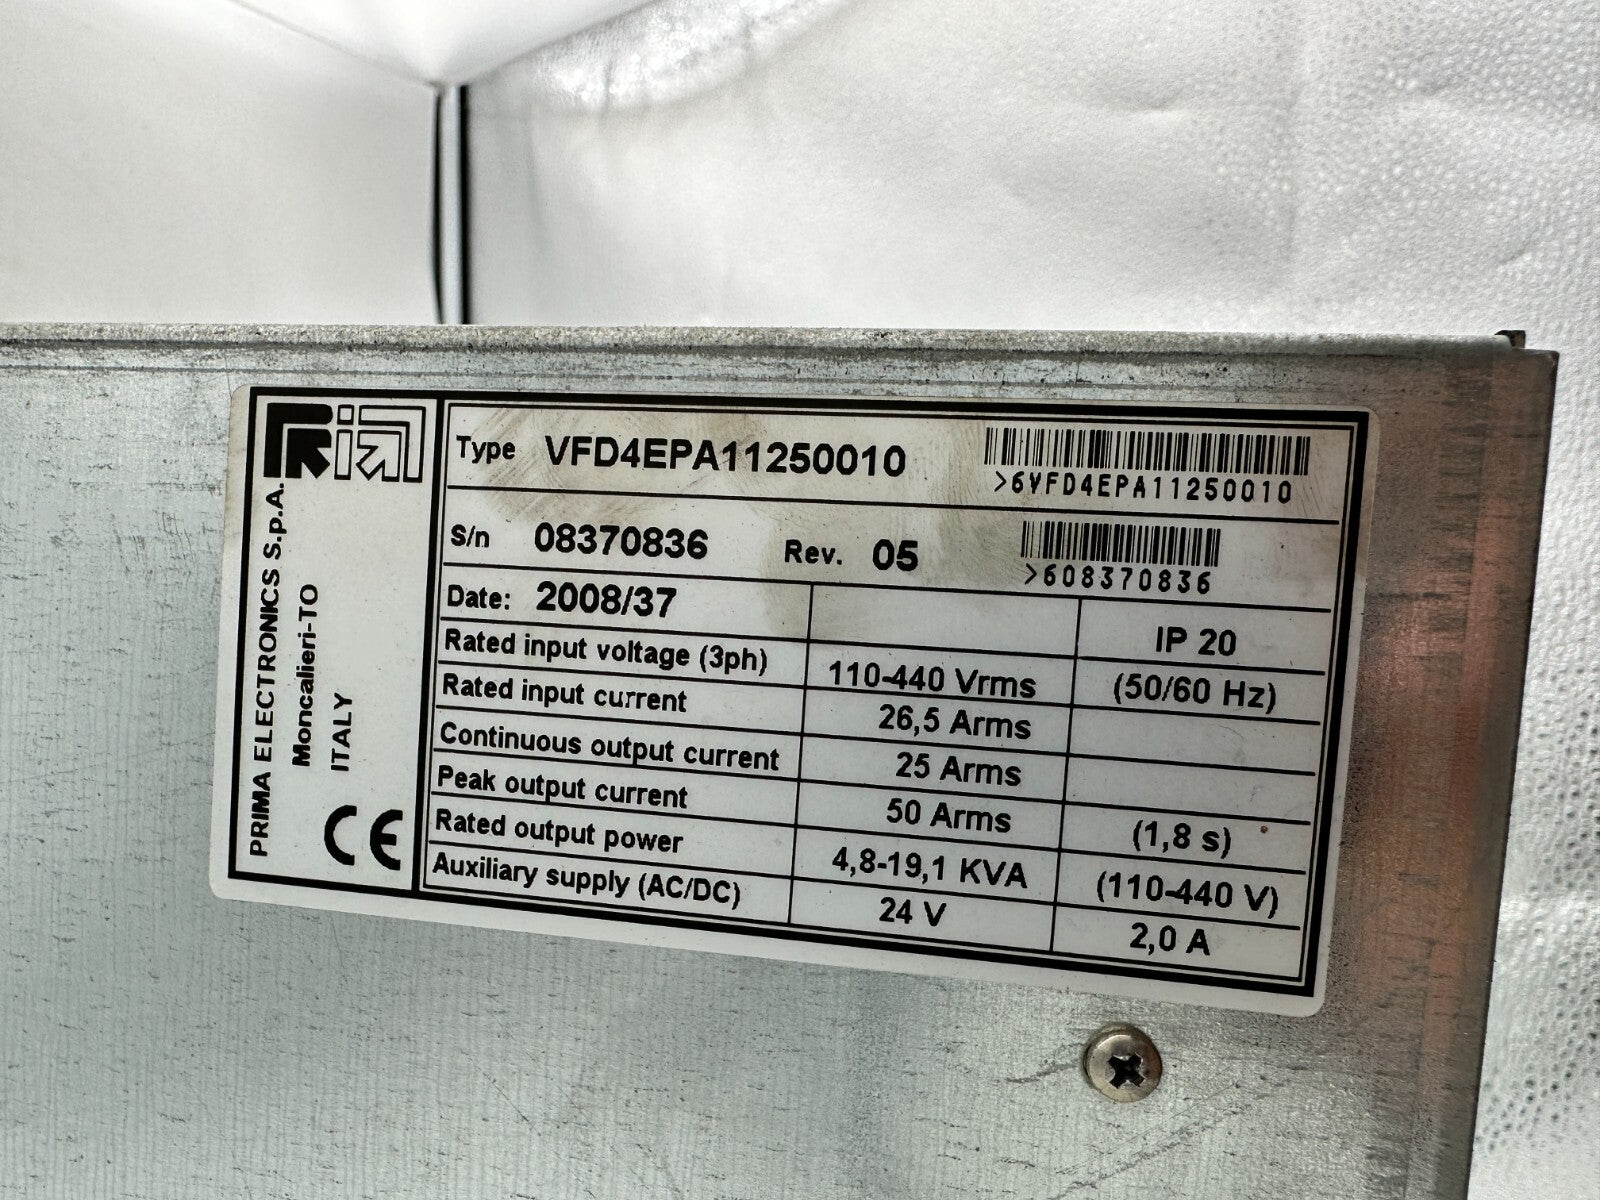 PRIMA ELECTRONICS S.p.A.
Moncalieri-TO
ITALY
CE
Type VFD4EPA11250010
>6VFD4EPA11250010
S/n 08370836 Rev. 05
>608370836
Date: 2008/37 IP 20
Rated input voltage (3ph) 110-440 Vrms (50/60 Hz)
Rated input current 26,5 Arms
Continuous output current 25 Arms
Peak output current 50 Arms (1,8 s)
Rated output power 4,8-19,1 KVA (110-440 V)
Auxiliary supply (AC/DC) 24 V 2,0 A